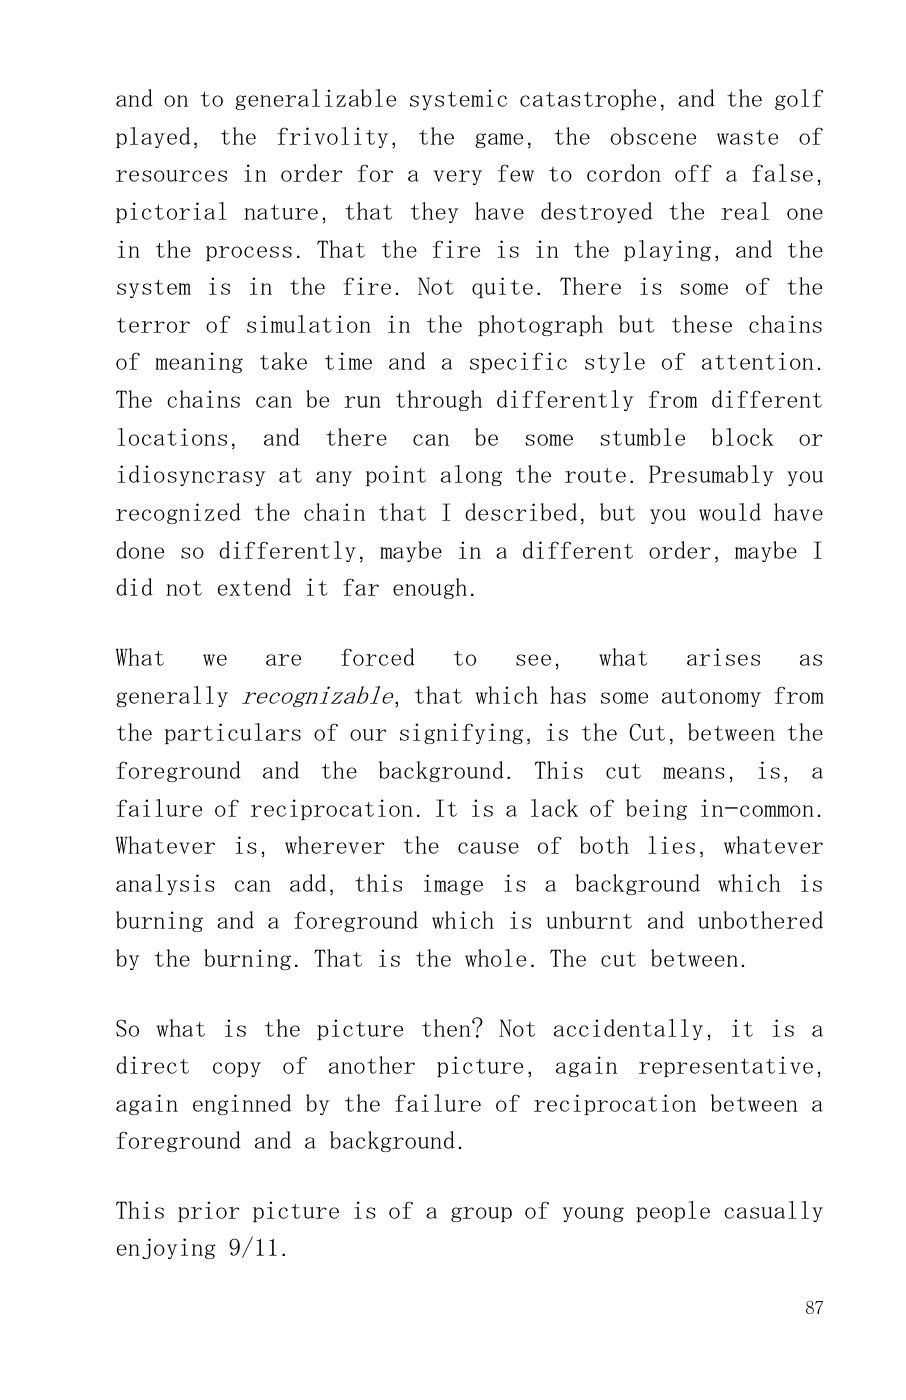 and on to generalizable systemic catastrophe, and the golf
played, the frivolity, the game, the obscene waste of
resources in order for a very few to cordon off a false,
pictorial nature, that they have destroyed the real one
in the process. That the fire is in the playing, and the
system is in the fire. Not quite. There is some of the
terror of simulation in the photograph but these chains
of meaning take time and a specific style of attention.
The chains can be run through differently from different
locations, and there can be some stumble block or
idiosyncrasy at any point along the route. Presumably you
recognized the chain that I described, but you would have
done so differently, maybe in a different order, maybe I
did not extend it far enough.
What we are forced to see, what arises as
generally recognizable, that which has some autonomy from
the particulars of our signifying, is the Cut, between the
foreground and the background. This cut means, is, a
failure of reciprocation. It is a lack of being in-common.
Whatever is, wherever the cause of both lies, whatever
analysis can add, this image is a background which is
burning and a foreground which is unburnt and unbothered
by the burning. That is the whole. The cut between.
So what is the picture then? Not accidentally, it is a
direct copy of another picture, again representative,
again enginned by the failure of reciprocation between a
foreground and a background.
This prior picture is of a group of young people casually
enjoying 9/11.
87